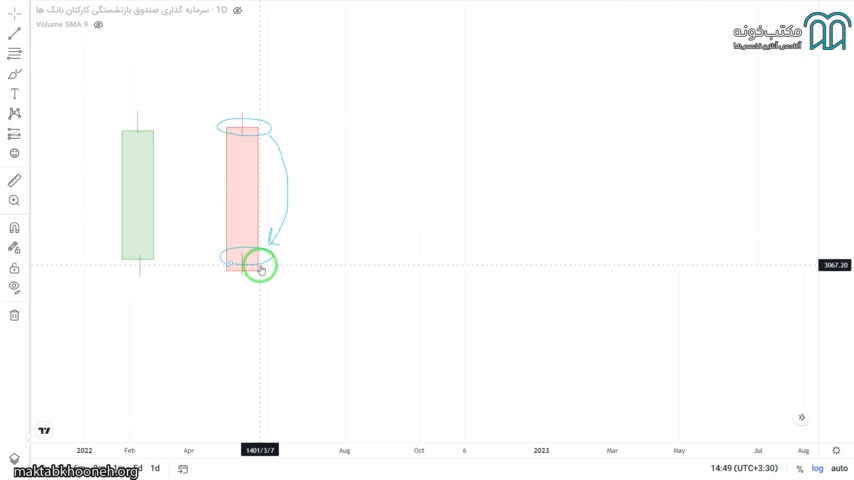 سرمایه گذاری صندوق بازنشستگی کارکنان بانک ها · 1D
Volume SMA 9
مکتب‌خونه
آکادمی آنلاین تخصص‌ها
3067.20
2022 Feb Apr 1401/3/7 Aug Oct 6 2023 Mar May Jul Aug
maktabkhooneh.org 5d 1d 14:49 (UTC+3:30) % log auto